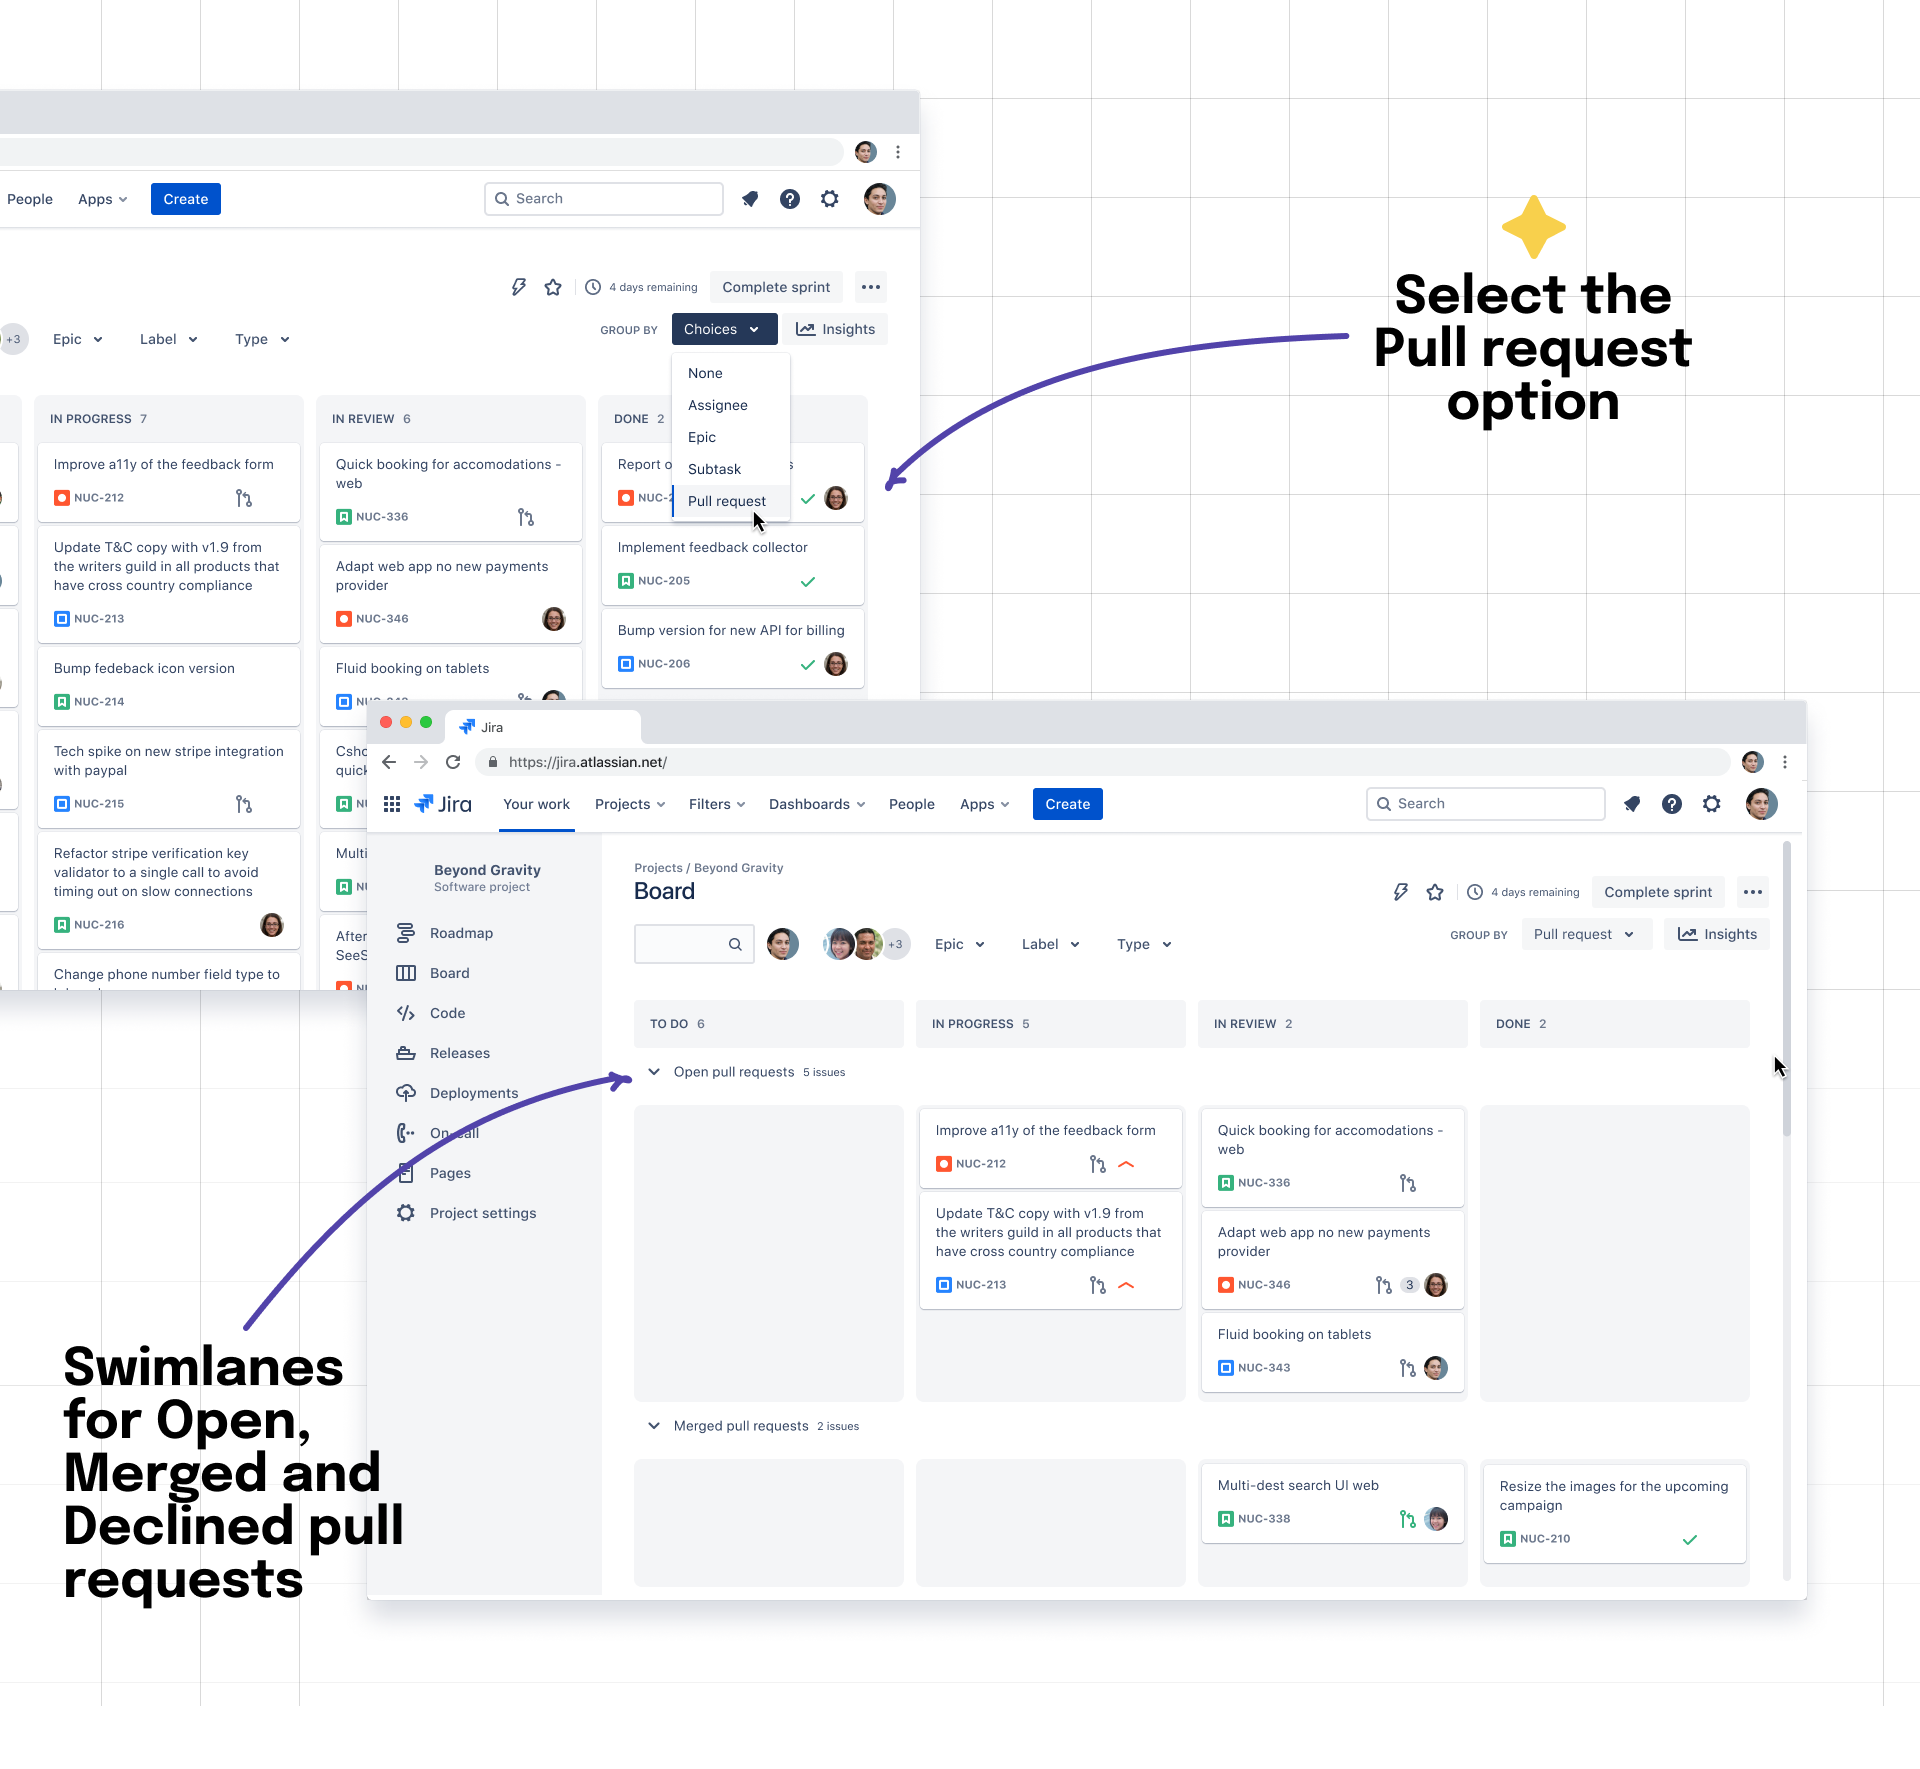 People
Apps
Create
Search
4 days remaining
Complete sprint
+3
Epic
Label
Type
GROUP BY
Choices
Insights
None
Assignee
Epic
Subtask
Pull request
IN PROGRESS 7
Improve a11y of the feedback form
NUC-212
Update T&C copy with v1.9 from
the writers guild in all products that
have cross country compliance
NUC-213
Bump fedeback icon version
NUC-214
Tech spike on new stripe integration
with paypal
NUC-215
Refactor stripe verification key
validator to a single call to avoid
timing out on slow connections
NUC-216
Change phone number field type to
IN REVIEW 6
Quick booking for accomodations -
web
NUC-336
Adapt web app no new payments
provider
NUC-346
Fluid booking on tablets
DONE 2
Report
Implement feedback collector
NUC-205
Bump version for new API for billing
NUC-206
Select the
Pull request
option
Jira
https://jira.atlassian.net/
Jira
Your work
Projects
Filters
Dashboards
People
Apps
Create
Search
Beyond Gravity
Software project
Roadmap
Board
Code
Releases
Deployments
On-call
Pages
Project settings
Projects / Beyond Gravity
Board
4 days remaining
Complete sprint
+3
Epic
Label
Type
GROUP BY
Pull request
Insights
TO DO 6
IN PROGRESS 5
IN REVIEW 2
DONE 2
Open pull requests 5 issues
Improve a11y of the feedback form
NUC-212
Update T&C copy with v1.9 from
the writers guild in all products that
have cross country compliance
NUC-213
Quick booking for accomodations -
web
NUC-336
Adapt web app no new payments
provider
NUC-346
3
Fluid booking on tablets
NUC-343
Merged pull requests 2 issues
Multi-dest search UI web
NUC-338
Resize the images for the upcoming
campaign
NUC-210
Swimlanes
for Open,
Merged and
Declined pull
requests